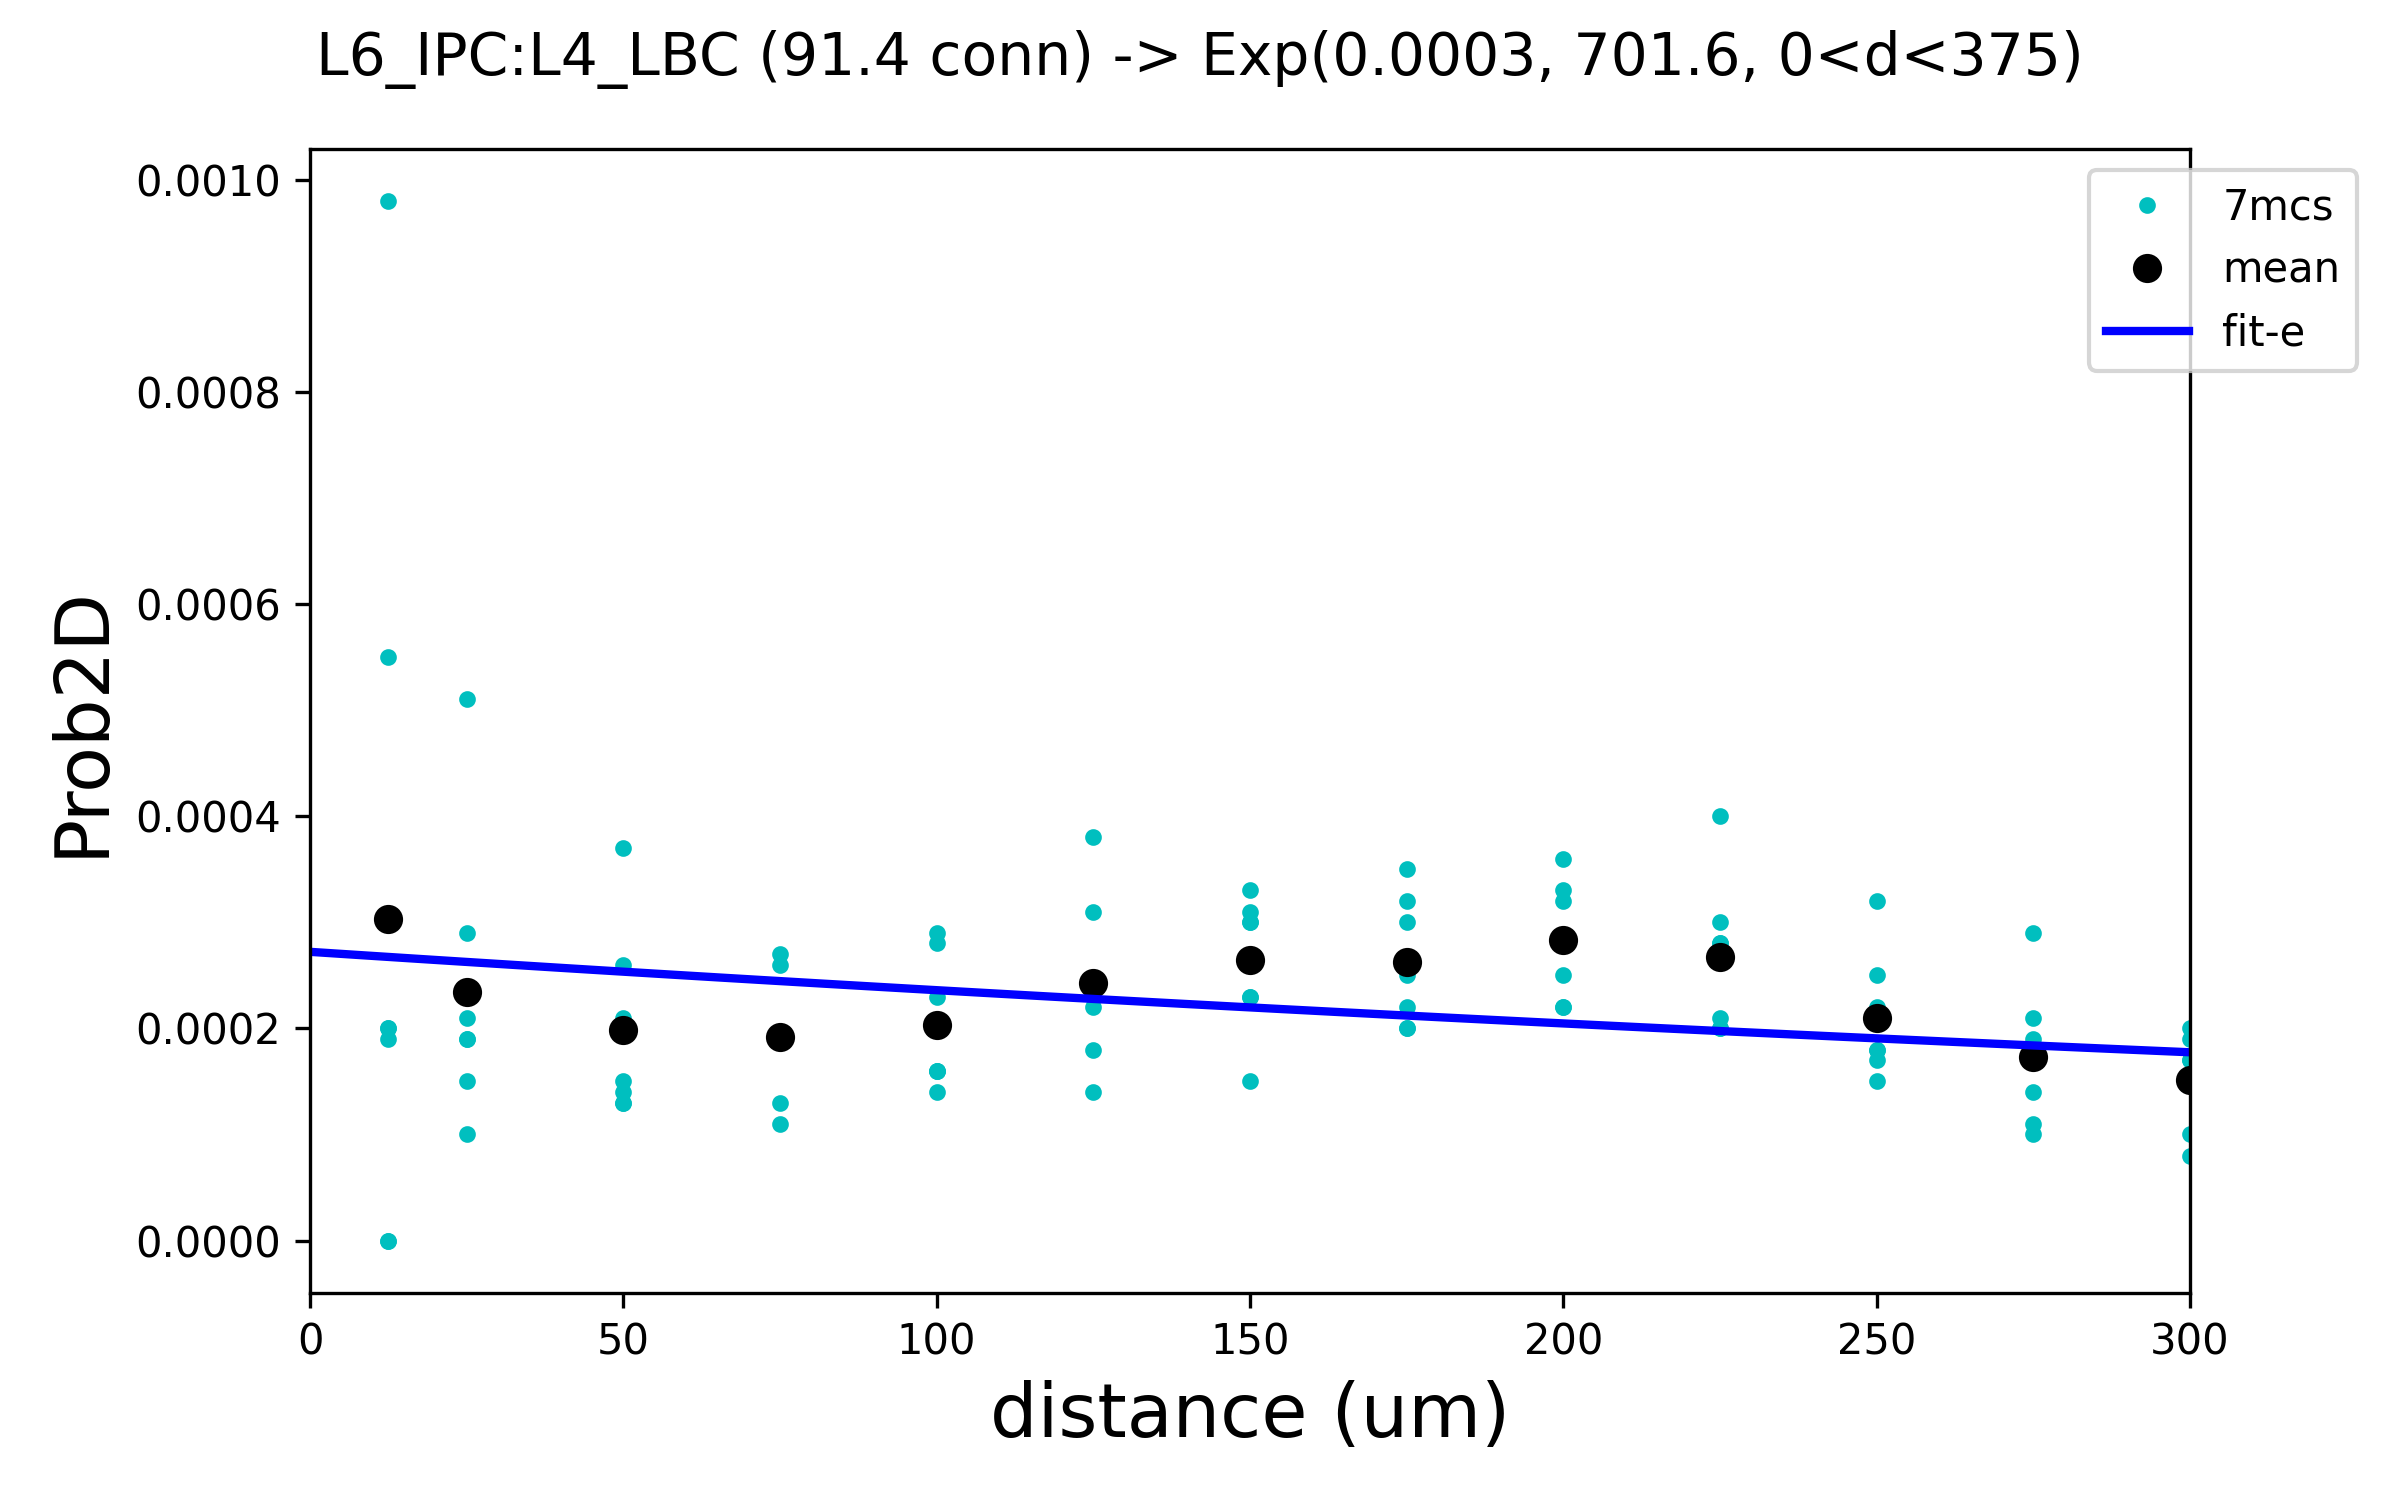 L6_IPC:L4_LBC (91.4 conn) -> Exp(0.0003, 701.6, 0<d<375)
7mcs
mean
fit-e
Prob2D
0.0010
0.0008
0.0006
0.0004
0.0002
0.0000
0 50 100 150 200 250 300
distance (um)